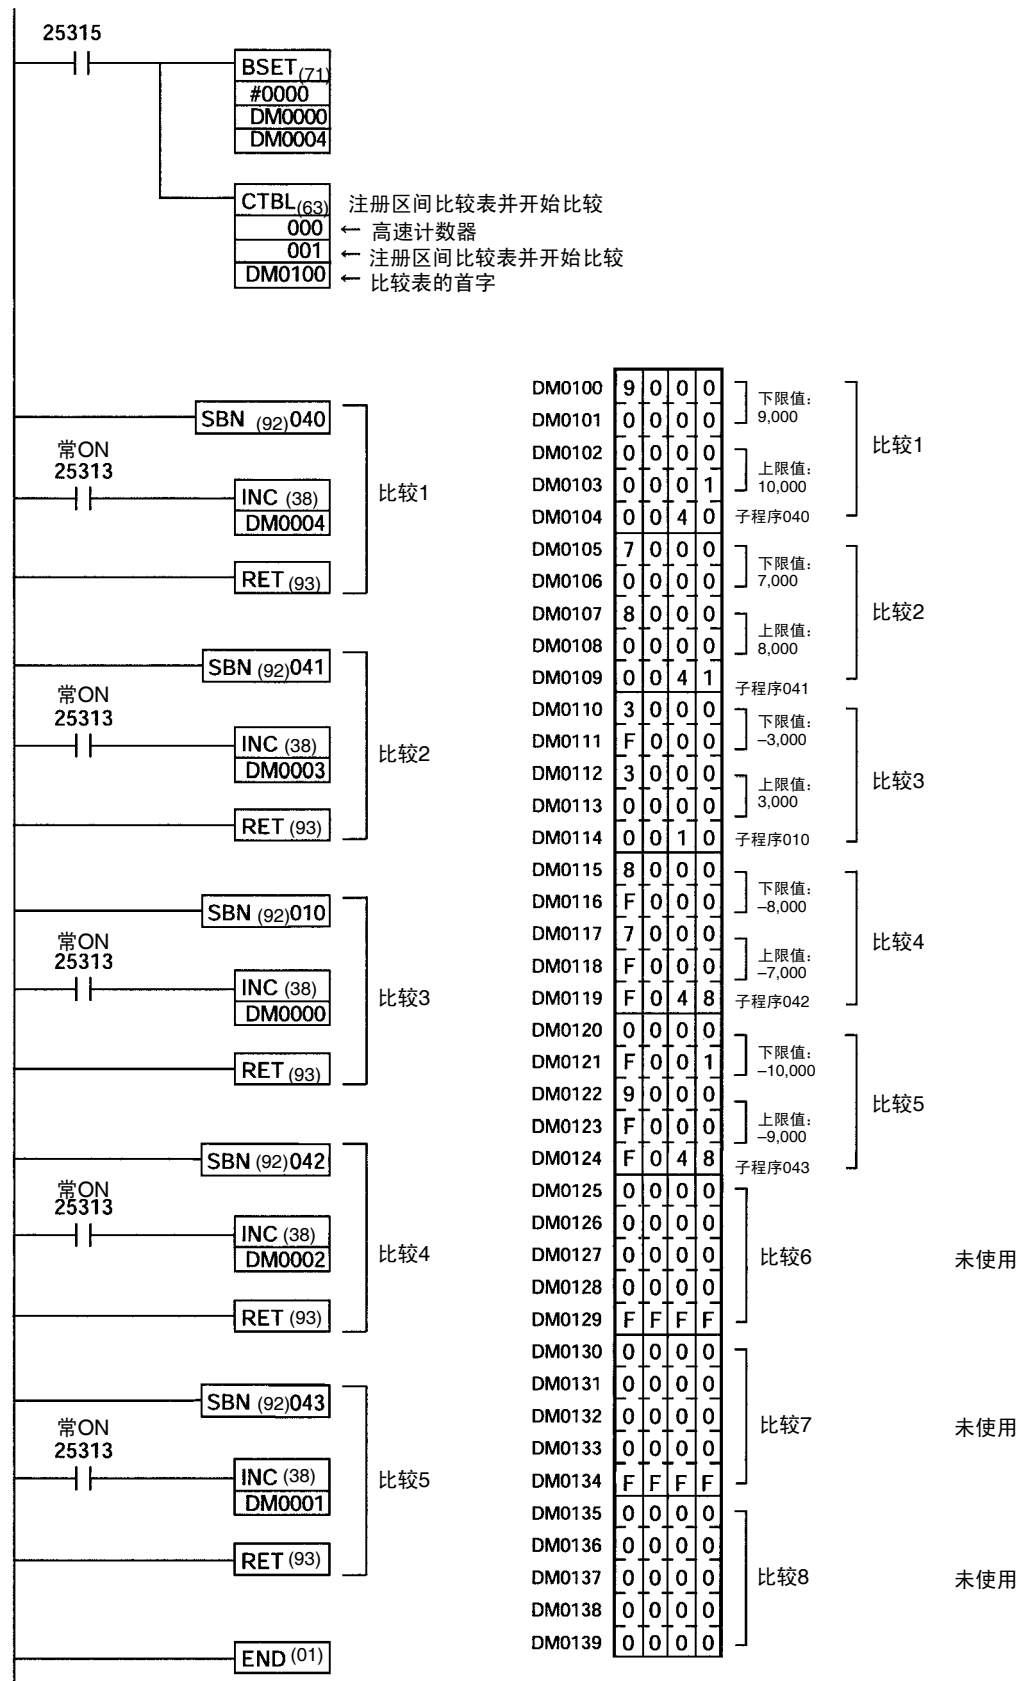 25315
BSET(71)
#0000
DM0000
DM0004
CTBL(63) 注册区间比较表并开始比较
000 ← 高速计数器
001 ← 注册区间比较表并开始比较
DM0100 ← 比较表的首字
SBN (92)040
常ON
25313
INC (38)
DM0004
比较1
RET (93)
SBN (92)041
常ON
25313
INC (38)
DM0003
比较2
RET (93)
SBN (92)010
常ON
25313
INC (38)
DM0000
比较3
RET (93)
SBN (92)042
常ON
25313
INC (38)
DM0002
比较4
RET (93)
SBN (92)043
常ON
25313
INC (38)
DM0001
比较5
RET (93)
END (01)
DM0100 9 0 0 0
DM0101 0 0 0 0
下限值:
9,000
DM0102 0 0 0 0
DM0103 0 0 0 1
上限值:
10,000
DM0104 0 0 4 0 子程序040
比较1
DM0105 7 0 0 0
DM0106 0 0 0 0
下限值:
7,000
DM0107 8 0 0 0
DM0108 0 0 0 0
上限值:
8,000
DM0109 0 0 4 1 子程序041
比较2
DM0110 3 0 0 0
DM0111 F 0 0 0
下限值:
–3,000
DM0112 3 0 0 0
DM0113 0 0 0 0
上限值:
3,000
DM0114 0 0 1 0 子程序010
比较3
DM0115 8 0 0 0
DM0116 F 0 0 0
下限值:
–8,000
DM0117 7 0 0 0
DM0118 F 0 0 0
上限值:
–7,000
DM0119 F 0 4 8 子程序042
比较4
DM0120 0 0 0 0
DM0121 F 0 0 1
下限值:
–10,000
DM0122 9 0 0 0
DM0123 F 0 0 0
上限值:
–9,000
DM0124 F 0 4 8 子程序043
比较5
DM0125 0 0 0 0
DM0126 0 0 0 0
DM0127 0 0 0 0
DM0128 0 0 0 0
DM0129 F F F F
比较6 未使用
DM0130 0 0 0 0
DM0131 0 0 0 0
DM0132 0 0 0 0
DM0133 0 0 0 0
DM0134 F F F F
比较7 未使用
DM0135 0 0 0 0
DM0136 0 0 0 0
DM0137 0 0 0 0
DM0138 0 0 0 0
DM0139 0 0 0 0
比较8 未使用